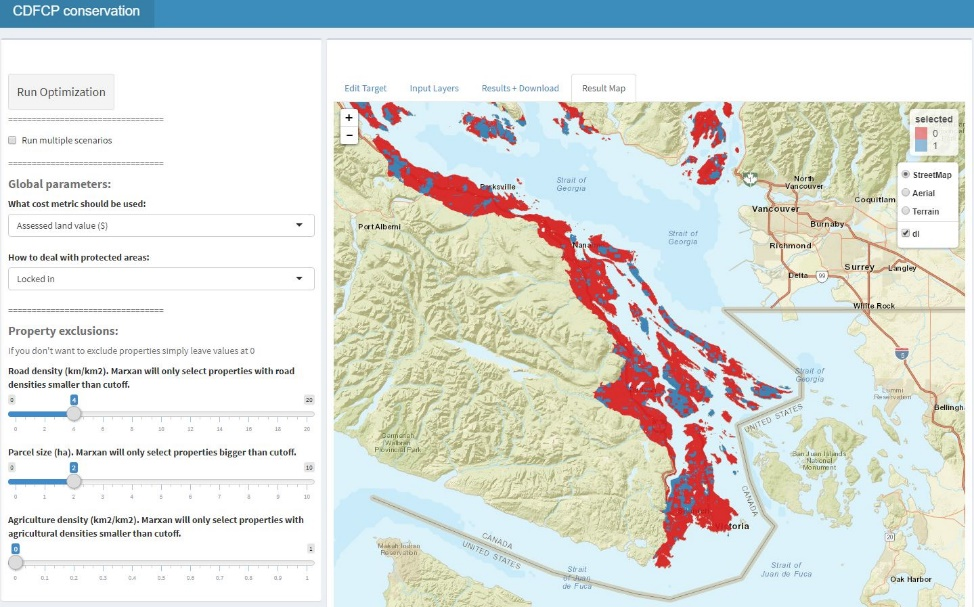 CDFCP conservation
Run Optimization
================================
Run multiple scenarios
================================
Global parameters:
What cost metric should be used:
Assessed land value ($)
How to deal with protected areas:
Locked in
================================
Property exclusions:
If you don't want to exclude properties simply leave values at 0
Road density (km/km2). Marxan will only select properties with road
densities smaller than cutoff.
0 4 20
0 2 4 6 8 10 12 14 16 18 20
Parcel size (ha). Marxan will only select properties bigger than cutoff.
0 2 10
0 1 2 3 4 5 6 7 8 9 10
Agriculture density (km2/km2). Marxan will only select properties with
agricultural densities smaller than cutoff.
0 1
0 0.1 0.2 0.3 0.4 0.5 0.6 0.7 0.8 0.9 1
Edit Target Input Layers Results + Download Result Map
+
−
selected
0
1
StreetMap
Aerial
Terrain
dl
Strait of
Georgia
Parksville
Port Alberni
North
Vancouver
Coquitlam
Vancouver
Burnaby
Strait of
Georgia
Richmond
Surrey
Langley
Delta
99
White Rock
5
Strait of
Georgia
Lummi
Reservation
Bellingh
UNITED STATES
CANADA
San Juan Islands
National
Monument
Carmanah
Walbran
Provincial Park
Victoria
CANADA
UNITED STATES
Makah Indian
Reservation
Strait
of Juan
de Fuca
Strait of
Juan de Fuca
20
Oak Harbor